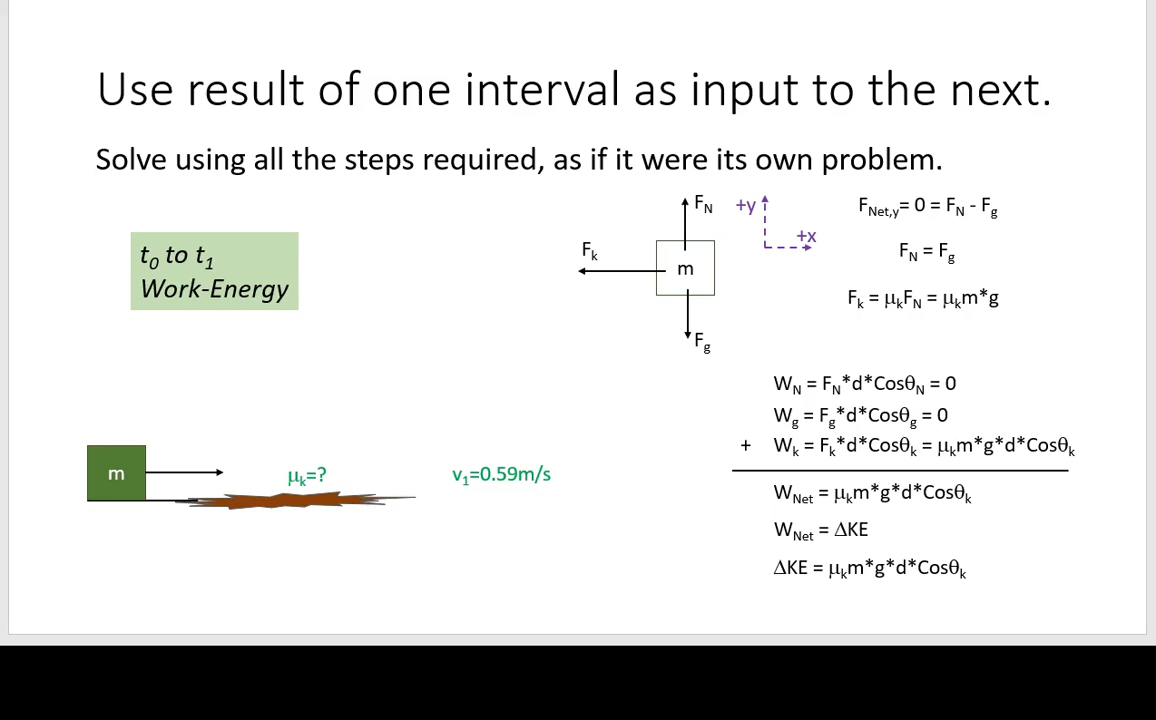 Use result of one interval as input to the next.
Solve using all the steps required, as if it were its own problem.
t₀ to t₁
Work-Energy
F_N
+y
+x
F_k
m
F_g
F_Net,y= 0 = F_N - F_g
F_N = F_g
F_k = μ_kF_N = μ_km*g
W_N = F_N*d*Cosθ_N = 0
W_g = F_g*d*Cosθ_g = 0
+ W_k = F_k*d*Cosθ_k = μ_km*g*d*Cosθ_k
W_Net = μ_km*g*d*Cosθ_k
W_Net = ΔKE
ΔKE = μ_km*g*d*Cosθ_k
m
μ_k=?
v₁=0.59m/s